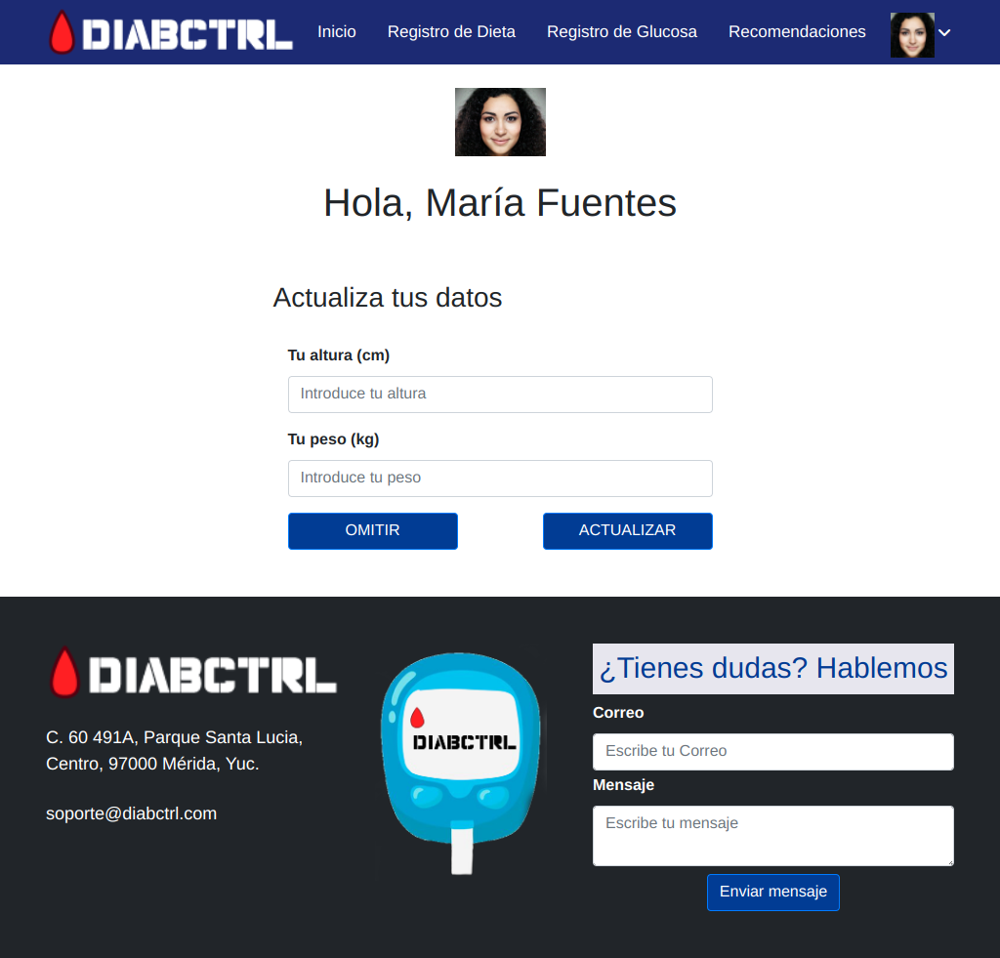 DIABCTRL
Inicio
Registro de Dieta
Registro de Glucosa
Recomendaciones
Hola, María Fuentes
Actualiza tus datos
Tu altura (cm)
Introduce tu altura
Tu peso (kg)
Introduce tu peso
OMITIR
ACTUALIZAR
DIABCTRL
C. 60 491A, Parque Santa Lucia,
Centro, 97000 Mérida, Yuc.
soporte@diabctrl.com
DIABCTRL
¿Tienes dudas? Hablemos
Correo
Escribe tu Correo
Mensaje
Escribe tu mensaje
Enviar mensaje